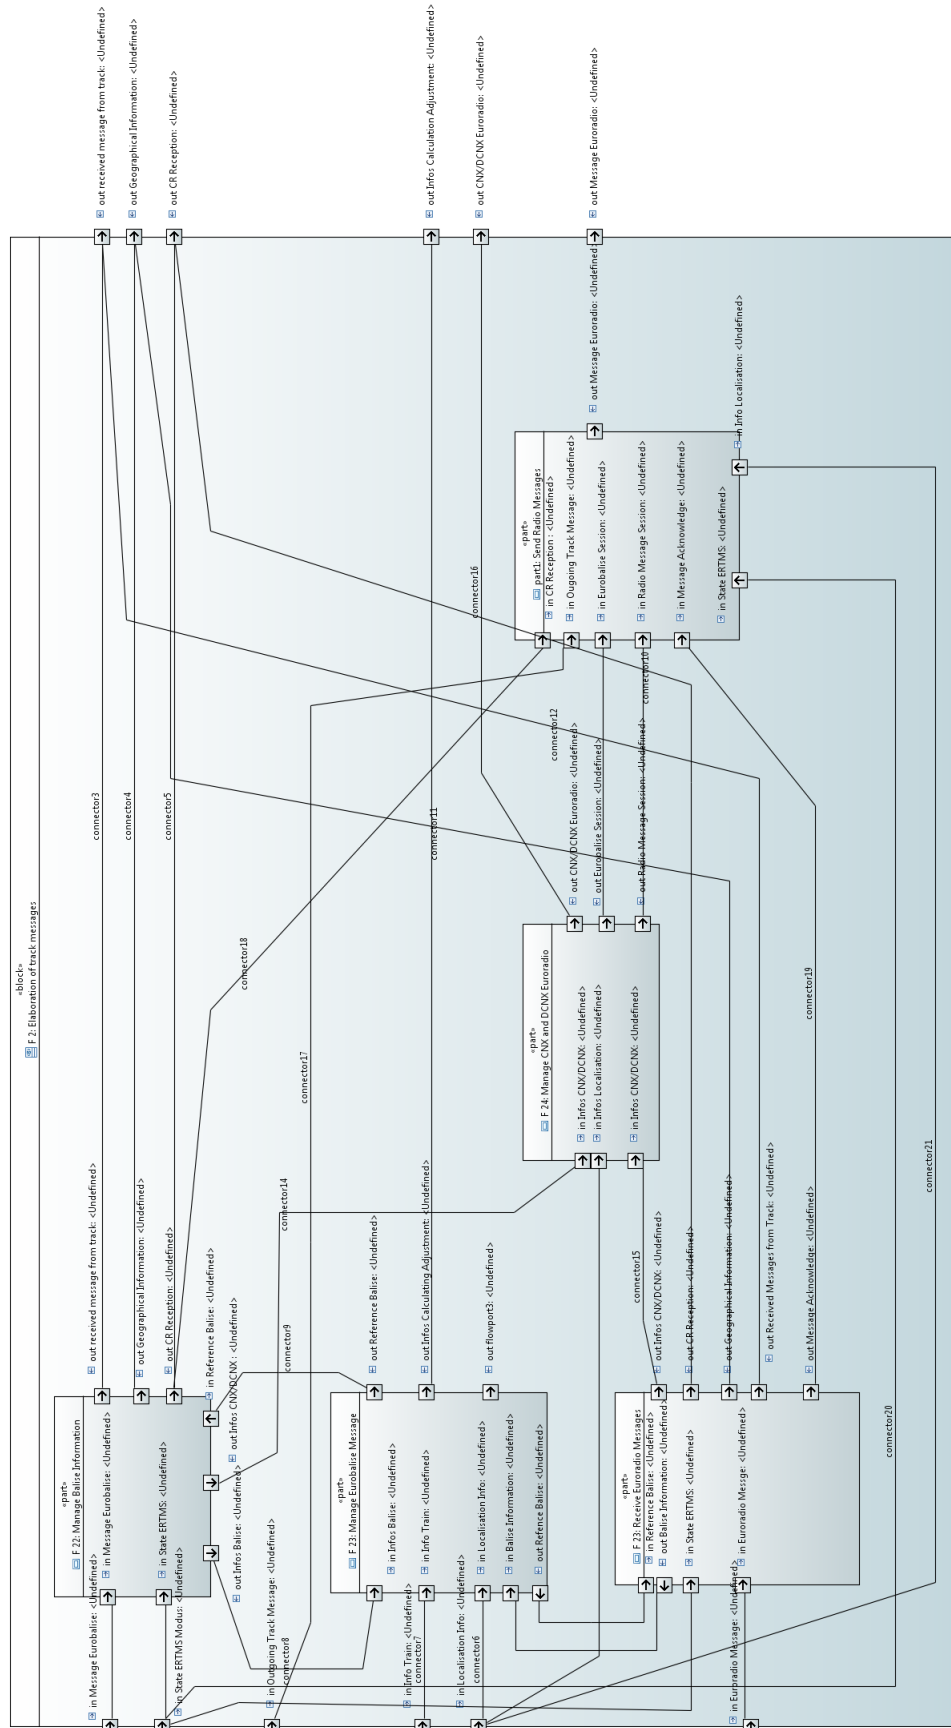 «block»
F 2: Elaboration of track messages
out received message from track: <Undefined>
out Geographical Information: <Undefined>
out CR Reception: <Undefined>
out Infos Calculation Adjustment: <Undefined>
out CNX/DCNX Euroradio: <Undefined>
out Message Euroradio: <Undefined>
connector3
connector4
connector5
connector18
connector17
connector11
connector16
connector12
connector10
connector19
connector21
connector20
connector14
connector9
connector15
connector8
connector7
connector6
«part»
F 22: Manage Balise Information
in Message Eurobalise: <Undefined>
in State ERTMS: <Undefined>
out received message from track: <Undefined>
out Geographical Information: <Undefined>
out CR Reception: <Undefined>
in Reference Balise: <Undefined>
out Infos CNX/DCNX : <Undefined>
out Infos Balise: <Undefined>
in Message Eurobalise: <Undefined>
in State ERTMS Modus: <Undefined>
in Outgoing Track Message: <Undefined>
in Info Train: <Undefined>
in Localisation Info: <Undefined>
in Euroradio Message: <Undefined>
«part»
F 23: Manage Eurobalise Message
in Infos Balise: <Undefined>
in Info Train: <Undefined>
in Localisation Info: <Undefined>
in Balise Information: <Undefined>
out Refence Balise: <Undefined>
out Reference Balise: <Undefined>
out Infos Calculating Adjustment: <Undefined>
out flowport3: <Undefined>
«part»
F 23: Receive Euroradio Messages
in Reference Balise: <Undefined>
out Balise Information: <Undefined>
in State ERTMS: <Undefined>
in Euroradio Messge: <Undefined>
out Infos CNX/DCNX: <Undefined>
out CR Reception: <Undefined>
out Geographical Information: <Undefined>
out Received Messages from Track: <Undefined>
out Message Acknowledge: <Undefined>
«part»
F 24: Manage CNX and DCNX Euroradio
in Infos CNX/DCNX: <Undefined>
in Infos Localisation: <Undefined>
in Infos CNX/DCNX: <Undefined>
out CNX/DCNX Euroradio: <Undefined>
out Eurobalise Session: <Undefined>
out Radio Message Session: <Undefined>
«part»
part1: Send Radio Messages
in CR Reception : <Undefined>
in Ougoing Track Message: <Undefined>
in Eurobalise Session: <Undefined>
in Radio Message Session: <Undefined>
in Message Acknowledge: <Undefined>
in State ERTMS: <Undefined>
in Info Localisation: <Undefined>
out Message Euroradio: <Undefined>
out Message Euroradio: <Undefined>